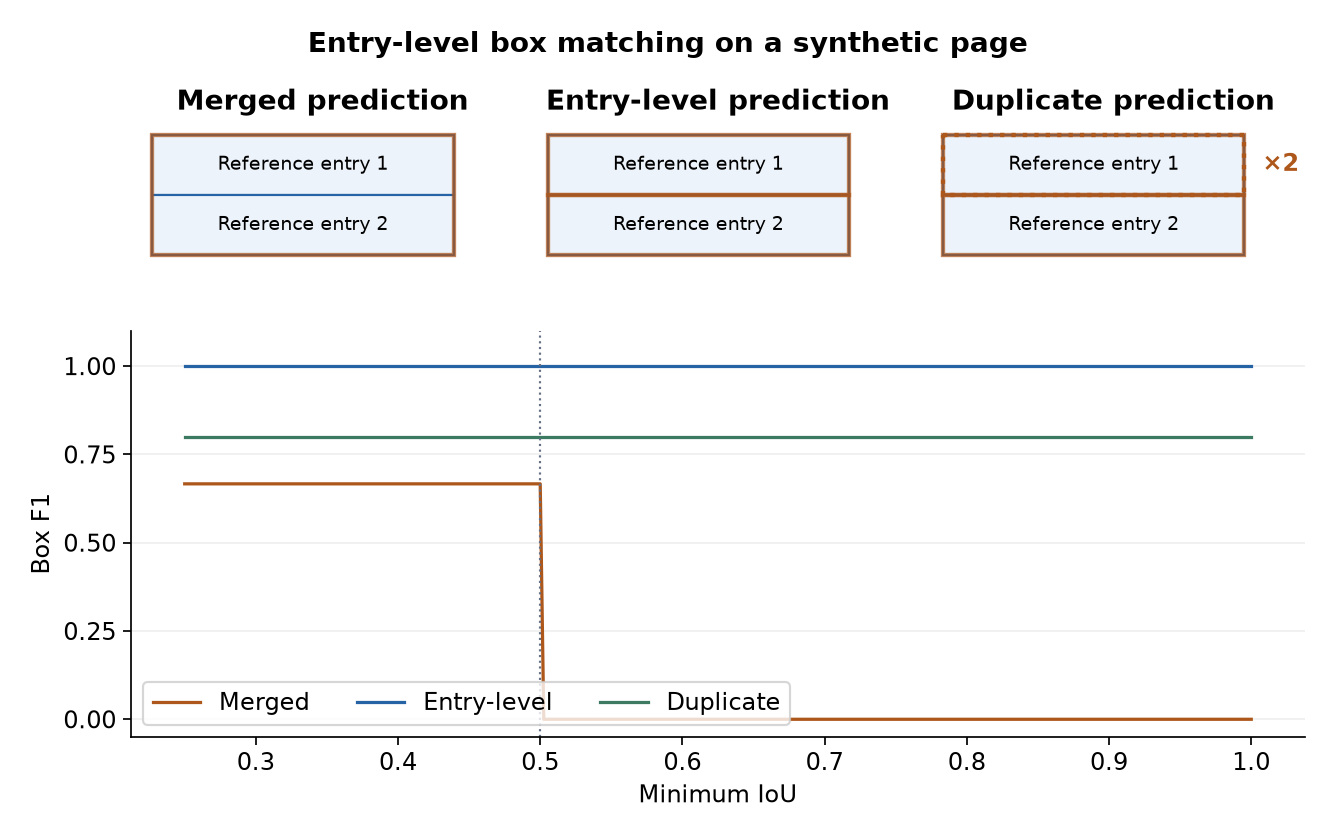 Entry-level box matching on a synthetic page
Merged prediction
Reference entry 1
Reference entry 2
Entry-level prediction
Reference entry 1
Reference entry 2
Duplicate prediction
Reference entry 1
×2
Reference entry 2
Box F1
1.00
0.75
0.50
0.25
0.00
Merged Entry-level Duplicate
0.3 0.4 0.5 0.6 0.7 0.8 0.9 1.0
Minimum IoU